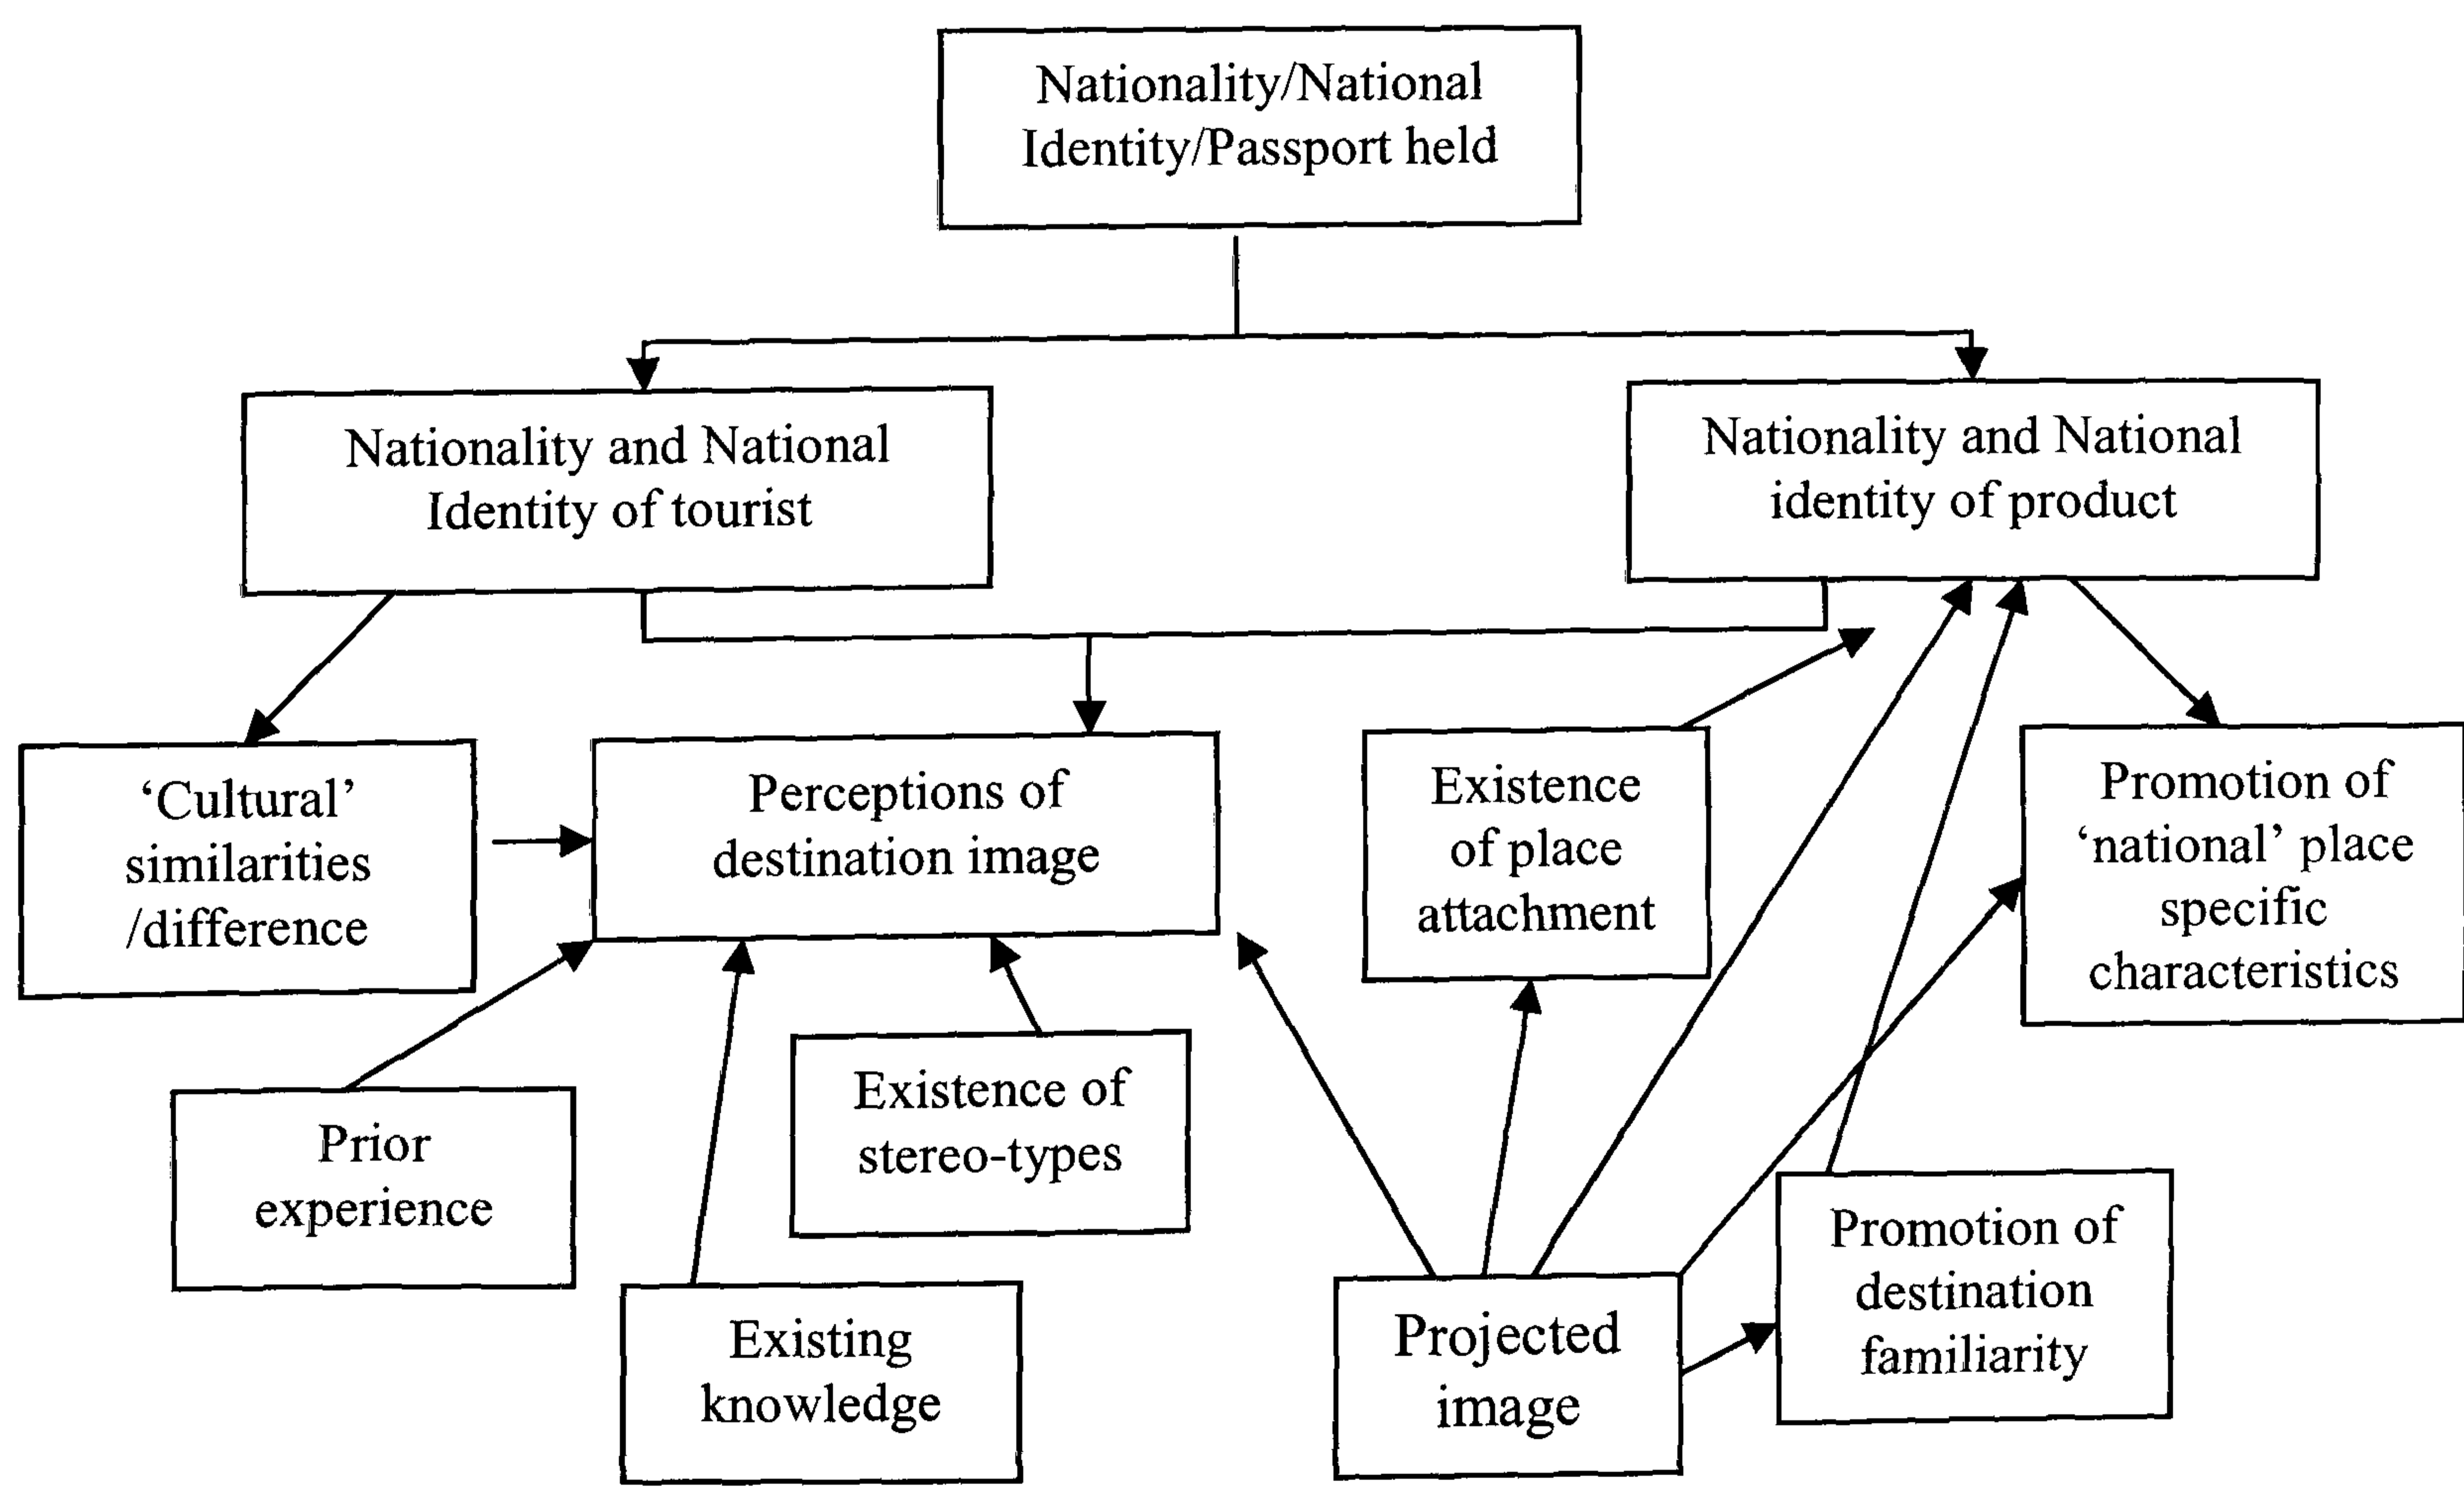 Nationality/National
Identity/Passport held
Nationality and National
Identity of tourist
Nationality and National
identity of product
‘Cultural’
similarities
/difference
Perceptions of
destination image
Existence
of place
attachment
Promotion of
‘national’ place
specific
characteristics
Prior
experience
Existence of
stereo-types
Existing
knowledge
Projected
image
Promotion of
destination
familiarity